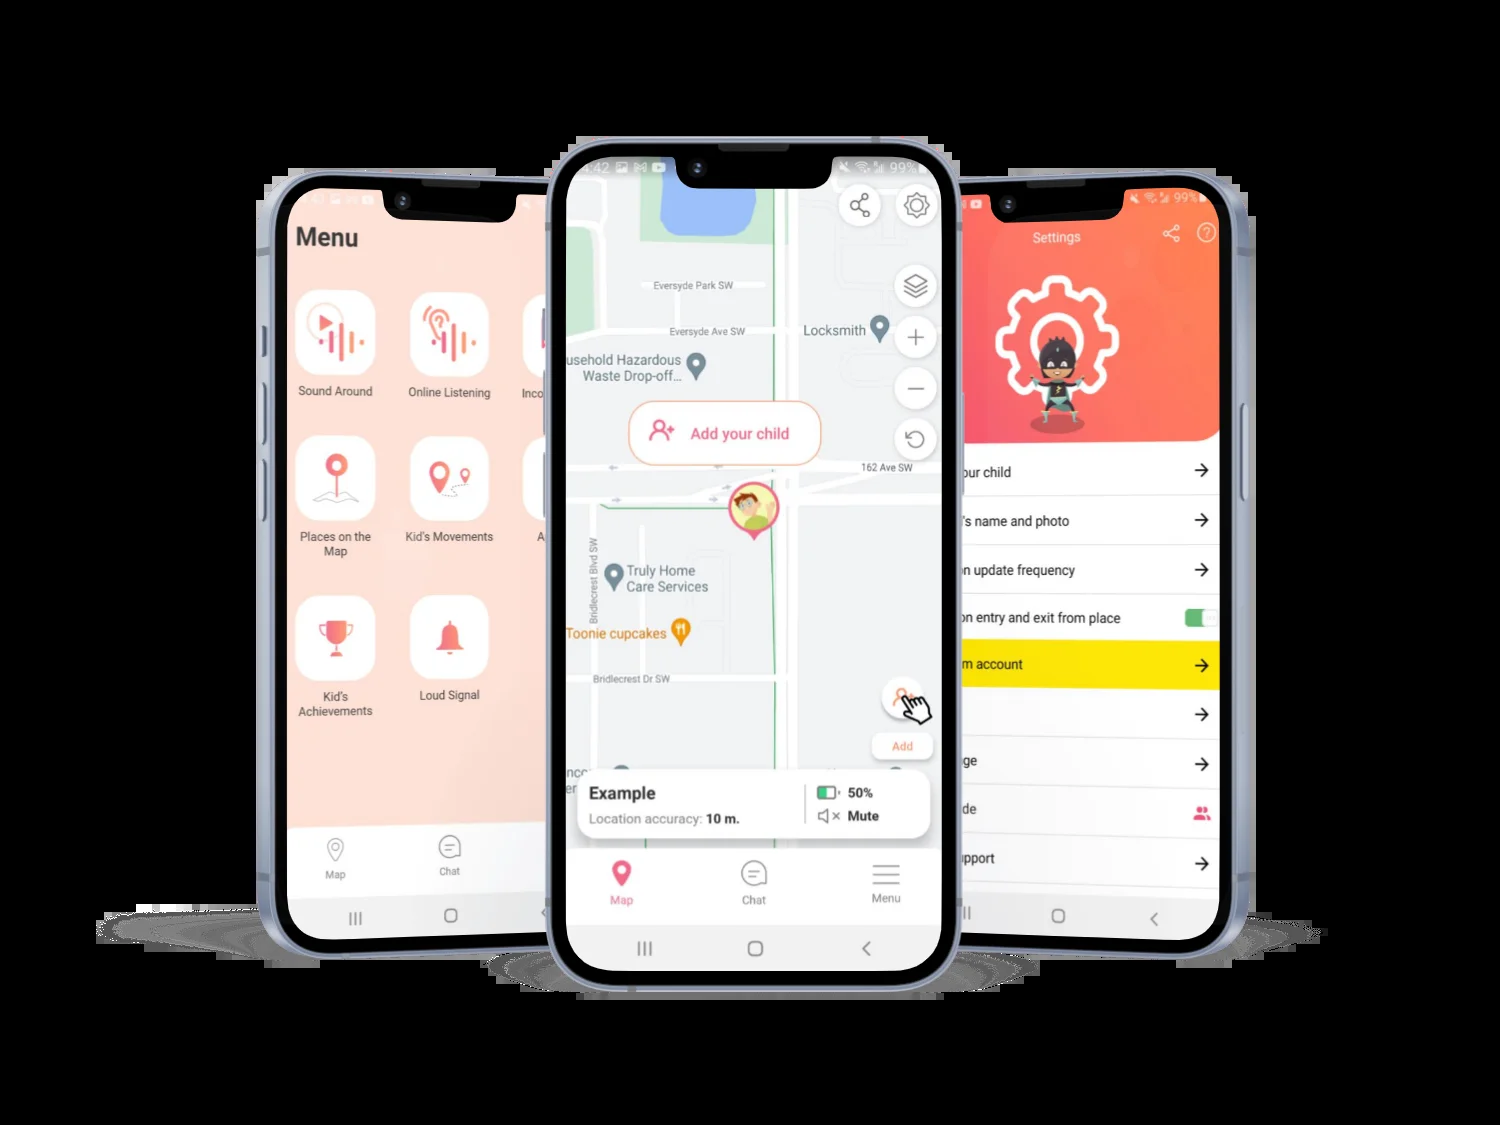 Menu
Sound Around
Online Listening
Inco
Places on the
Map
Kid's Movements
A
Kid's
Achievements
Loud Signal
Map
Chat
:42
99%
Eversyde Park SW
Eversyde Ave SW
Locksmith
usehold Hazardous
Waste Drop-off...
Add your child
162 Ave SW
Bridlecrest Blvd SW
Truly Home
Care Services
Toonie cupcakes
Bridlecrest Dr SW
Add
nco
er
Example
Location accuracy: 10 m.
50%
Mute
Map
Chat
Menu
99%
Settings
our child
's name and photo
on update frequency
on entry and exit from place
m account
ge
de
pport